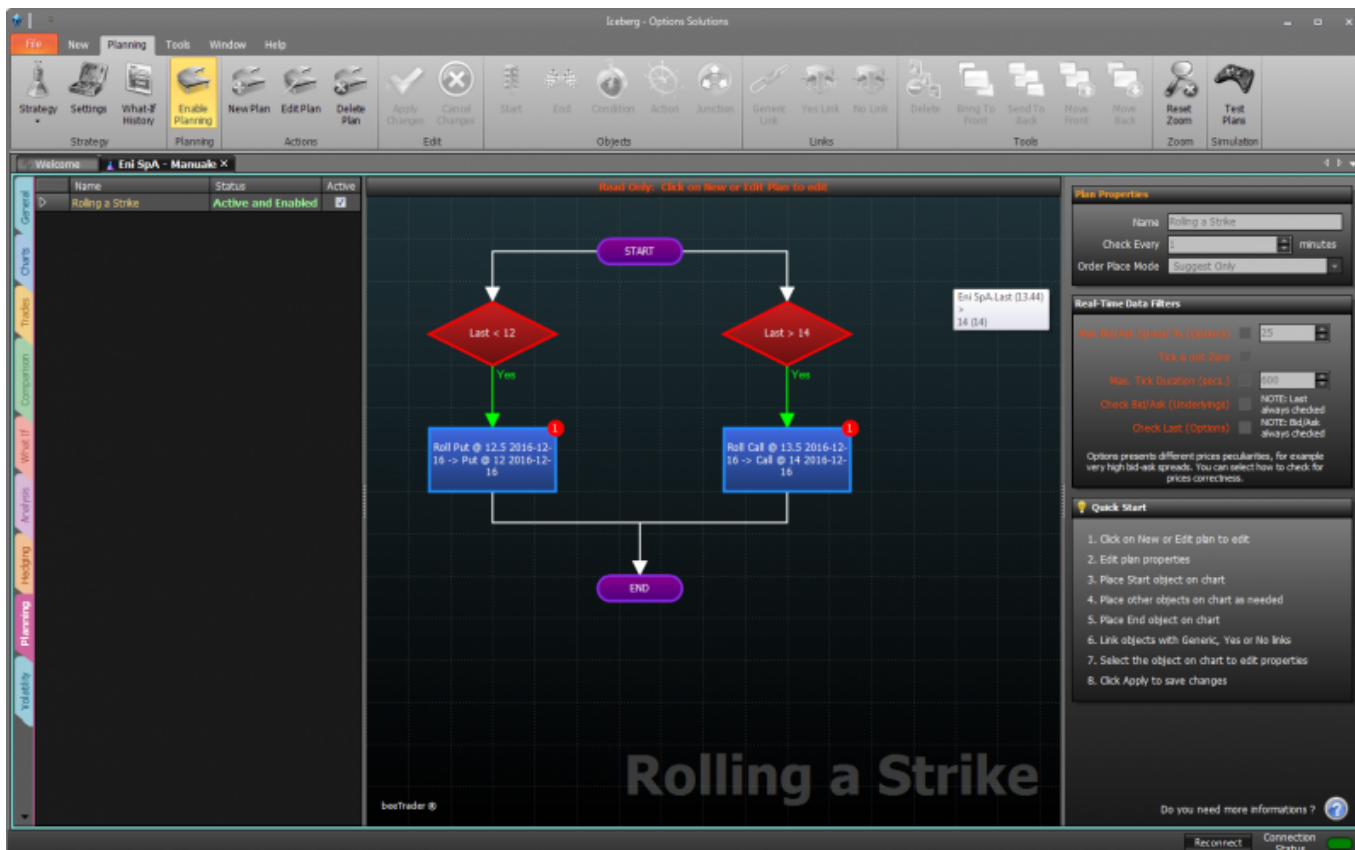 Iceberg - Options Solutions
File New Planning Tools Window Help
Strategy Settings What-If History Enable Planning New Plan Edit Plan Delete Plan Apply Changes Cancel Changes Start End Condition Action Junction Generic Link Yes Link No Link Delete Bring To Front Send To Back Move Front Move Back Reset Zoom Test Plans
Strategy Planning Actions Edit Objects Links Tools Zoom Simulation
Welcome Eni SpA - Manuale ×
General
Charts
Trades
Comparison
What If
Analysis
Hedging
Planning
Volatility
Name Status Active
Rolling a Strike Active and Enabled
Read Only: Click on New or Edit Plan to edit
START
Last < 12
Last > 14
Eni SpA.Last (13.44)
>
14 (14)
Yes
Yes
1
Roll Put @ 12.5 2016-12-
16 -> Put @ 12 2016-12-
16
1
Roll Call @ 13.5 2016-12-
16 -> Call @ 14 2016-12-
16
END
Rolling a Strike
beeTrader ®
Plan Properties
Name Rolling a Strike
Check Every 1 minutes
Order Place Mode Suggest Only
Real-Time Data Filters
Max Bid/Ask Spread % (Options) 25
Tick is not Zero
Max. Tick Duration (secs.) 600
Check Bid/Ask (Underlyings) NOTE: Last
always checked
Check Last (Options) NOTE: Bid/Ask
always checked
Options presents different prices peculiarities, for example
very high bid-ask spreads. You can select how to check for
prices correctness.
Quick Start
1. Click on New or Edit plan to edit
2. Edit plan properties
3. Place Start object on chart
4. Place other objects on chart as needed
5. Place End object on chart
6. Link objects with Generic, Yes or No links
7. Select the object on chart to edit properties
8. Click Apply to save changes
Do you need more informations ?
Reconnect Connection Status